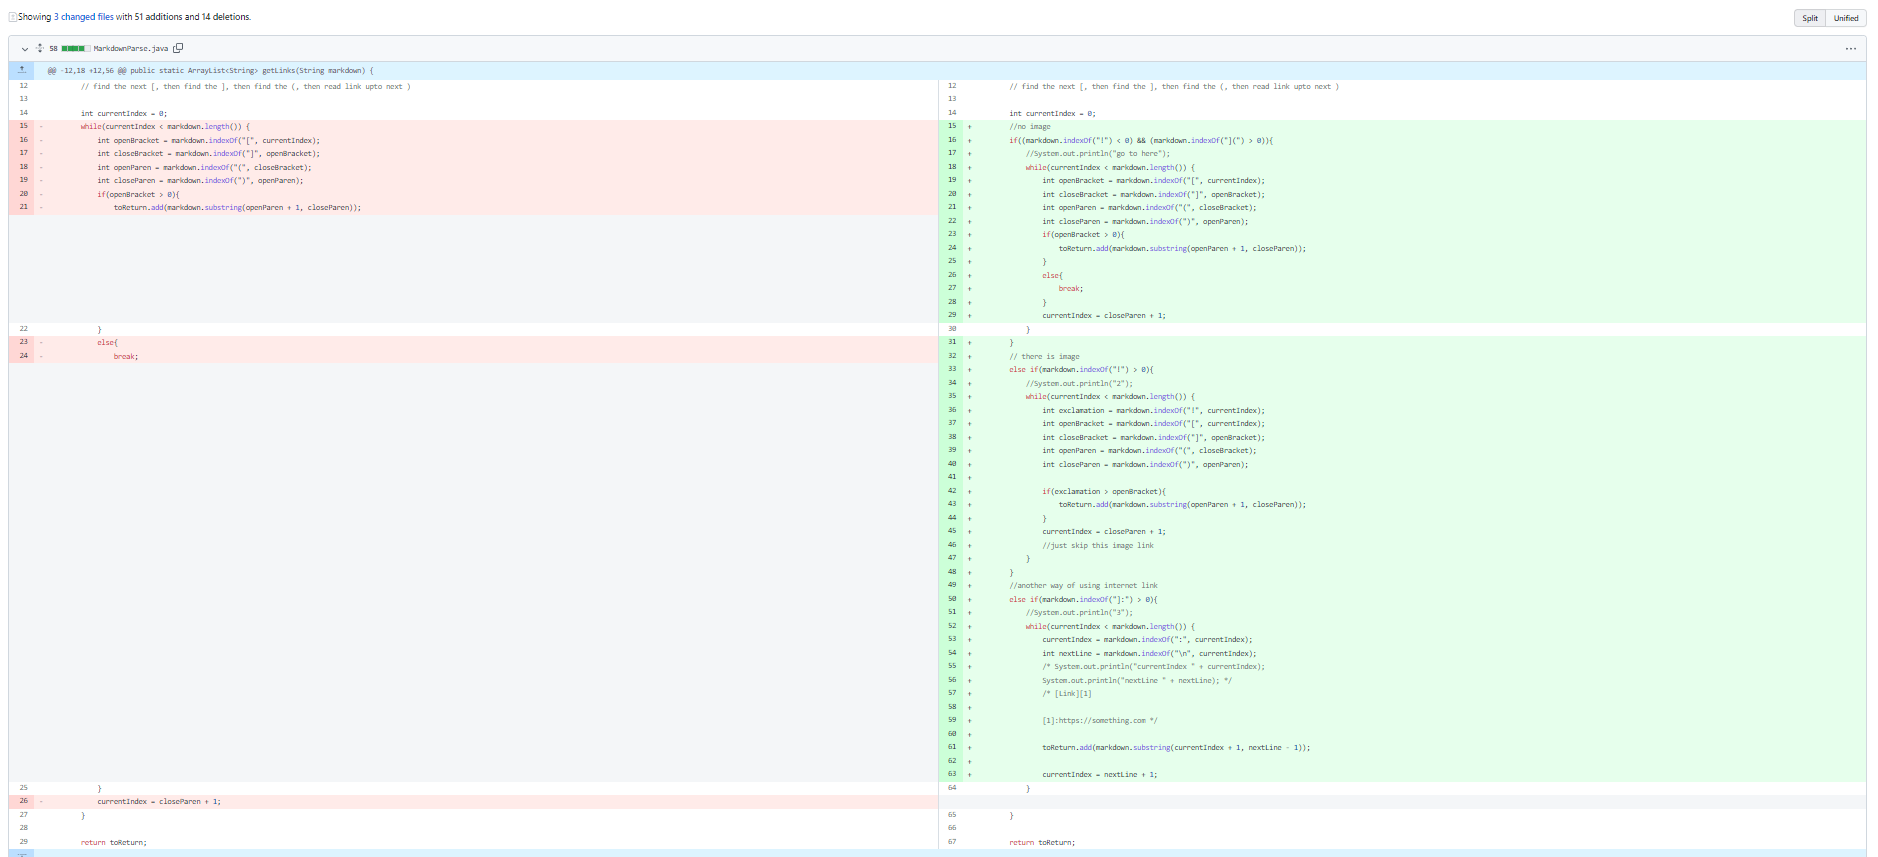 Showing 3 changed files with 51 additions and 14 deletions.
Split Unified
58 MarkdownParse.java
@@ -12,18 +12,56 @@ public static ArrayList<String> getLinks(String markdown) {
12 // find the next [, then find the ], then find the (, then read link upto next )
13
14 int currentIndex = 0;
15 - while(currentIndex < markdown.length()) {
16 - int openBracket = markdown.indexOf("[", currentIndex);
17 - int closeBracket = markdown.indexOf("]", openBracket);
18 - int openParen = markdown.indexOf("(", closeBracket);
19 - int closeParen = markdown.indexOf(")", openParen);
20 - if(openBracket > 0){
21 - toReturn.add(markdown.substring(openParen + 1, closeParen));
22 }
23 - else{
24 - break;
25 }
26 - currentIndex = closeParen + 1;
27 }
28
29 return toReturn;
12 // find the next [, then find the ], then find the (, then read link upto next )
13
14 int currentIndex = 0;
15 + //no image
16 + if((markdown.indexOf("!") < 0) && (markdown.indexOf("](") > 0)){
17 + //System.out.println("go to here");
18 + while(currentIndex < markdown.length()) {
19 + int openBracket = markdown.indexOf("[", currentIndex);
20 + int closeBracket = markdown.indexOf("]", openBracket);
21 + int openParen = markdown.indexOf("(", closeBracket);
22 + int closeParen = markdown.indexOf(")", openParen);
23 + if(openBracket > 0){
24 + toReturn.add(markdown.substring(openParen + 1, closeParen));
25 + }
26 + else{
27 + break;
28 + }
29 + currentIndex = closeParen + 1;
30 }
31 + }
32 + // there is image
33 + else if(markdown.indexOf("!") > 0){
34 + //System.out.println("2");
35 + while(currentIndex < markdown.length()) {
36 + int exclamation = markdown.indexOf("!", currentIndex);
37 + int openBracket = markdown.indexOf("[", currentIndex);
38 + int closeBracket = markdown.indexOf("]", openBracket);
39 + int openParen = markdown.indexOf("(", closeBracket);
40 + int closeParen = markdown.indexOf(")", openParen);
41 +
42 + if(exclamation > openBracket){
43 + toReturn.add(markdown.substring(openParen + 1, closeParen));
44 + }
45 + currentIndex = closeParen + 1;
46 + //just skip this image link
47 + }
48 + }
49 + //another way of using internet link
50 + else if(markdown.indexOf("]:") > 0){
51 + //System.out.println("3");
52 + while(currentIndex < markdown.length()) {
53 + currentIndex = markdown.indexOf(":", currentIndex);
54 + int nextLine = markdown.indexOf("\n", currentIndex);
55 + /* System.out.println("currentIndex " + currentIndex);
56 + System.out.println("nextLine " + nextLine); */
57 + /* [Link][1]
58 +
59 + [1]:https://something.com */
60 +
61 + toReturn.add(markdown.substring(currentIndex + 1, nextLine - 1));
62 +
63 + currentIndex = nextLine + 1;
64 }
65 }
66
67 return toReturn;